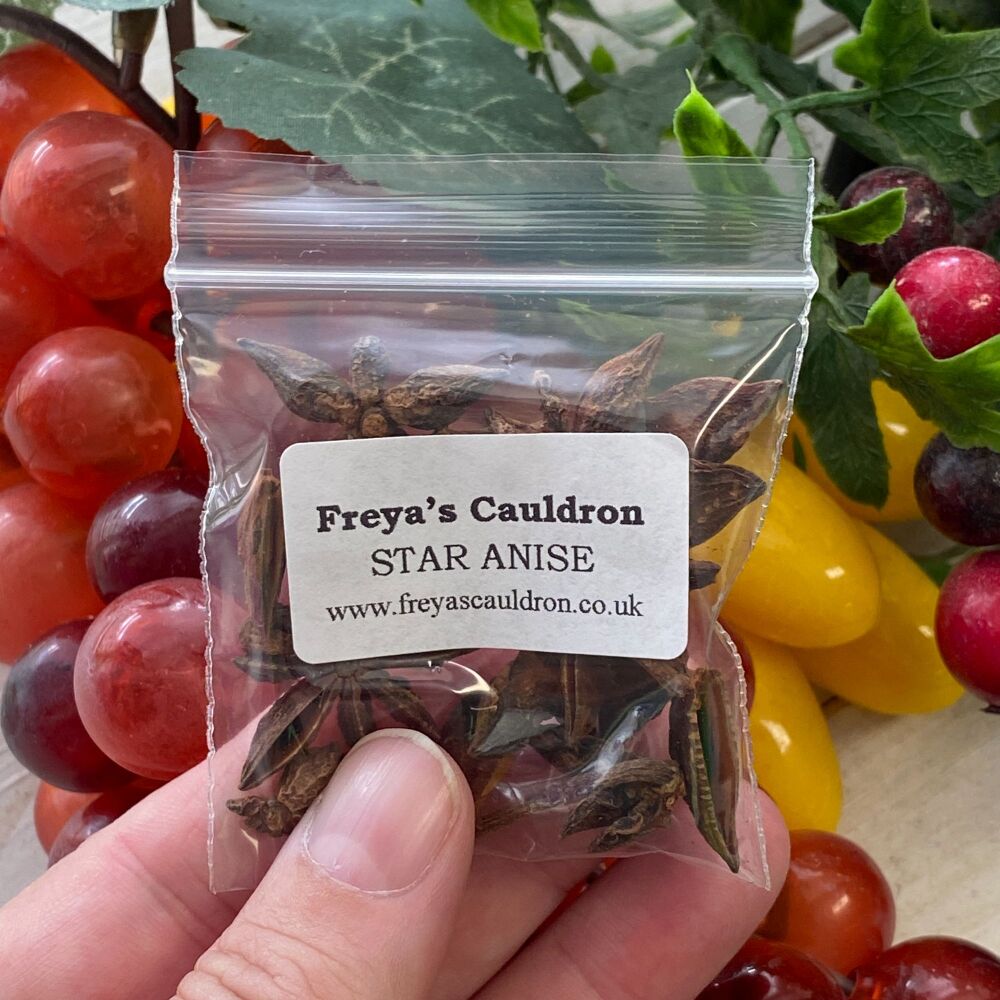 Freya's Cauldron
STAR ANISE
www.freyascauldron.co.uk